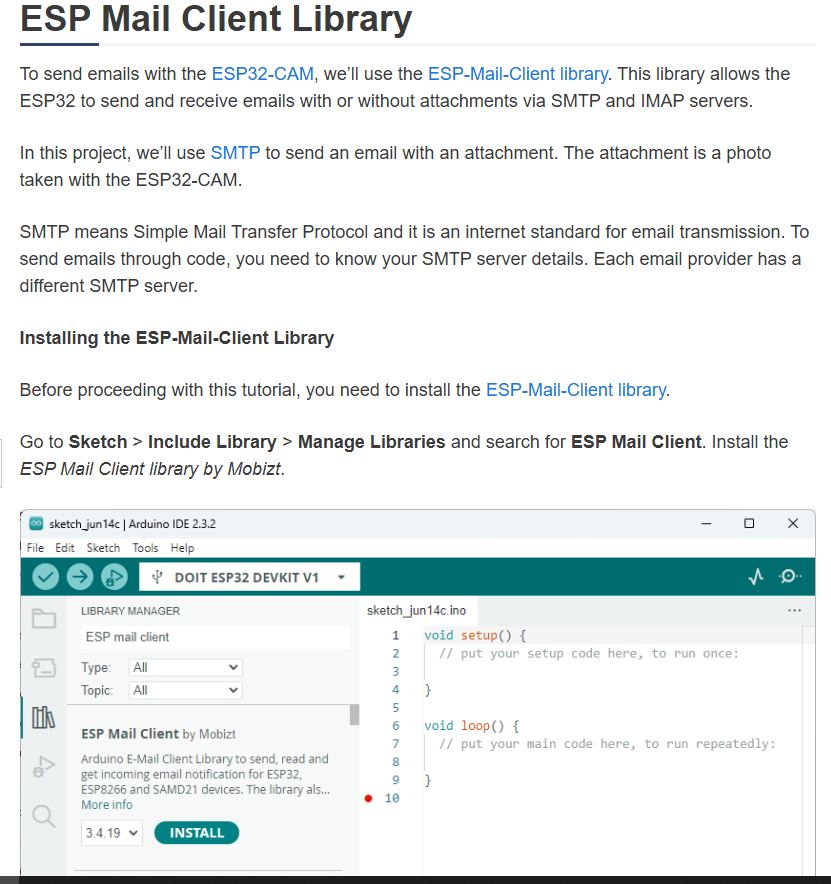 ESP Mail Client Library
To send emails with the ESP32-CAM, we’ll use the ESP-Mail-Client library. This library allows the
ESP32 to send and receive emails with or without attachments via SMTP and IMAP servers.
In this project, we’ll use SMTP to send an email with an attachment. The attachment is a photo
taken with the ESP32-CAM.
SMTP means Simple Mail Transfer Protocol and it is an internet standard for email transmission. To
send emails through code, you need to know your SMTP server details. Each email provider has a
different SMTP server.
Installing the ESP-Mail-Client Library
Before proceeding with this tutorial, you need to install the ESP-Mail-Client library.
Go to Sketch > Include Library > Manage Libraries and search for ESP Mail Client. Install the
ESP Mail Client library by Mobizt.
sketch_jun14c | Arduino IDE 2.3.2
File Edit Sketch Tools Help
DOIT ESP32 DEVKIT V1
LIBRARY MANAGER
ESP mail client
Type: All
Topic: All
ESP Mail Client by Mobizt
Arduino E-Mail Client Library to send, read and
get incoming email notification for ESP32,
ESP8266 and SAMD21 devices. The library als...
More info
3.4.19 INSTALL
sketch_jun14c.ino
...
1 void setup() {
2 // put your setup code here, to run once:
3
4 }
5
6 void loop() {
7 // put your main code here, to run repeatedly:
8
9 }
10